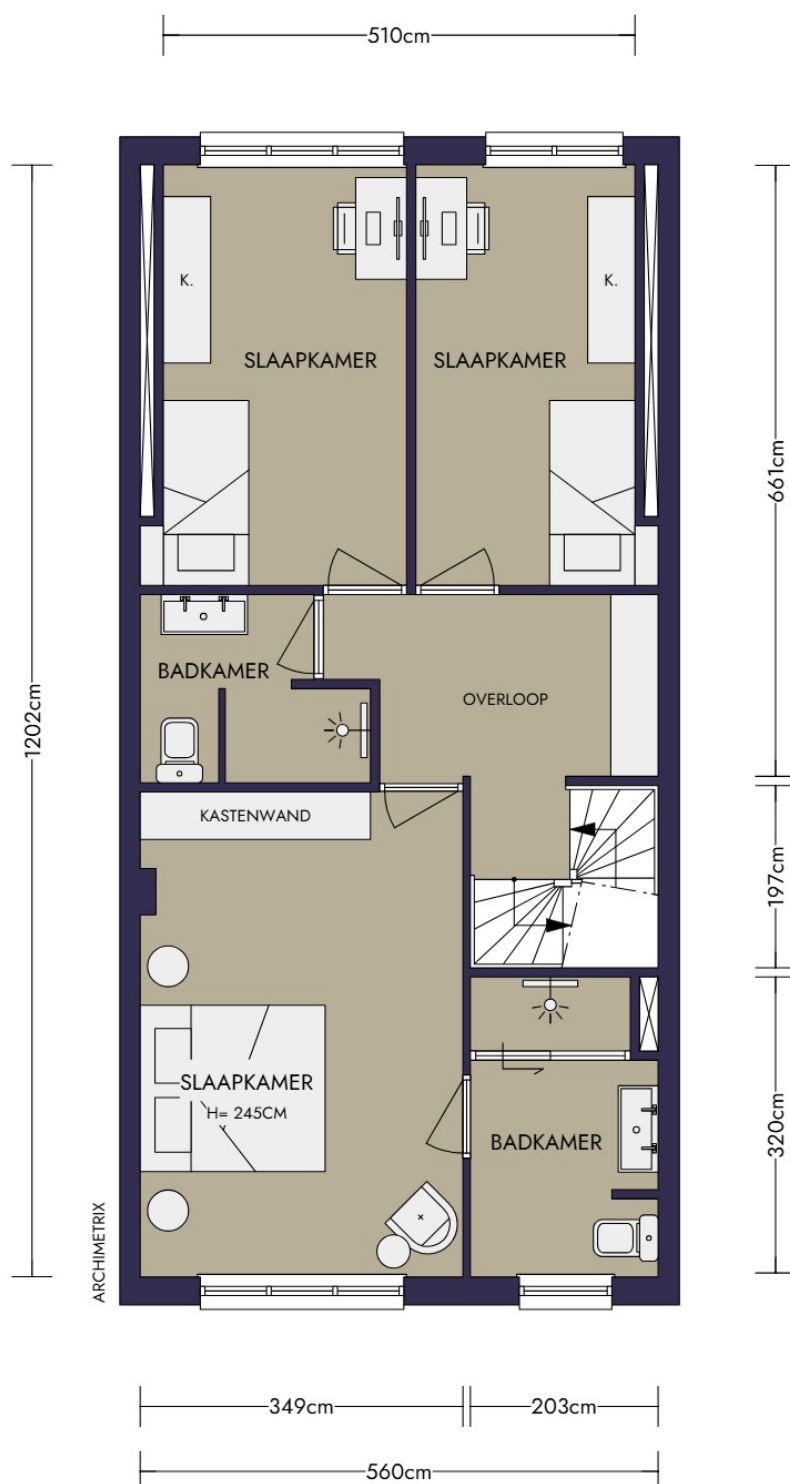 510cm
K.
K.
SLAAPKAMER
SLAAPKAMER
661cm
BADKAMER
OVERLOOP
1202cm
KASTENWAND
197cm
SLAAPKAMER
H= 245CM
BADKAMER
320cm
ARCHIMETRIX
349cm
203cm
560cm